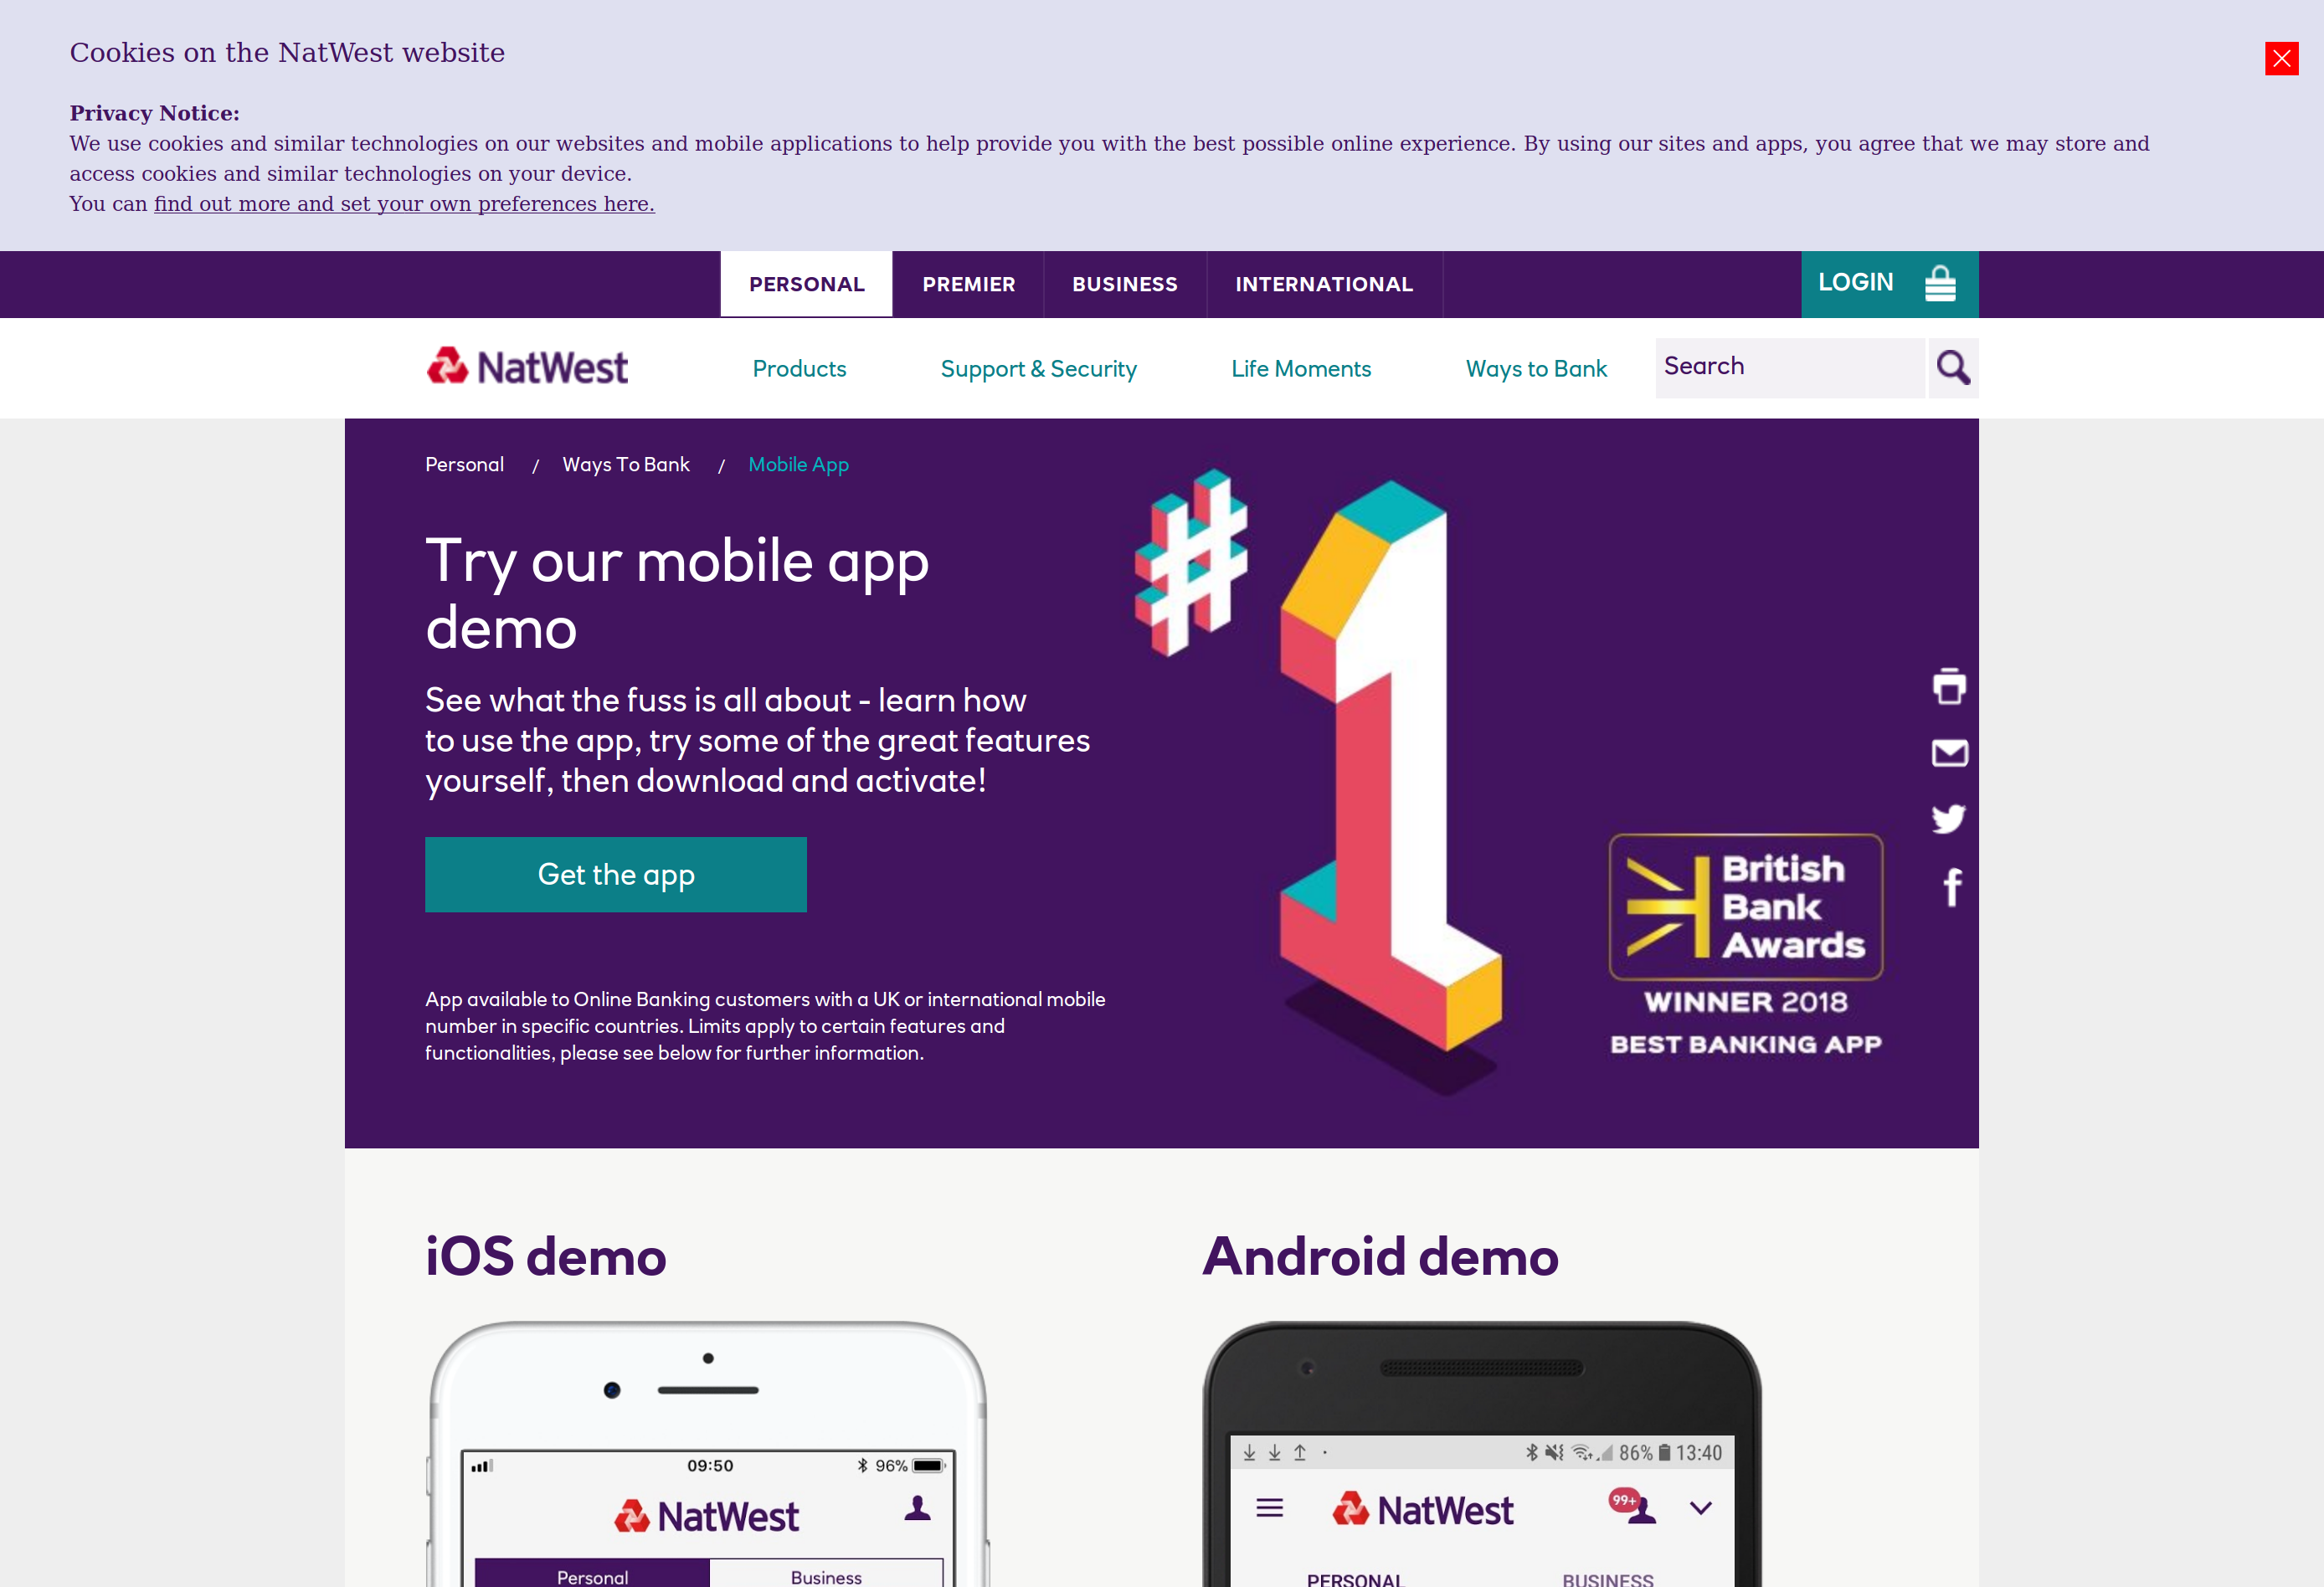 Cookies on the NatWest website
Privacy Notice:
We use cookies and similar technologies on our websites and mobile applications to help provide you with the best possible online experience. By using our sites and apps, you agree that we may store and
access cookies and similar technologies on your device.
You can find out more and set your own preferences here.
PERSONAL PREMIER BUSINESS INTERNATIONAL LOGIN
NatWest Products Support & Security Life Moments Ways to Bank Search
Personal / Ways To Bank / Mobile App
Try our mobile app
demo
See what the fuss is all about - learn how
to use the app, try some of the great features
yourself, then download and activate!
Get the app
App available to Online Banking customers with a UK or international mobile
number in specific countries. Limits apply to certain features and
functionalities, please see below for further information.
#1
British
Bank
Awards
WINNER 2018
BEST BANKING APP
iOS demo
09:50 96%
NatWest
Personal Business
Android demo
86% 13:40
NatWest 99+
PERSONAL BUSINESS